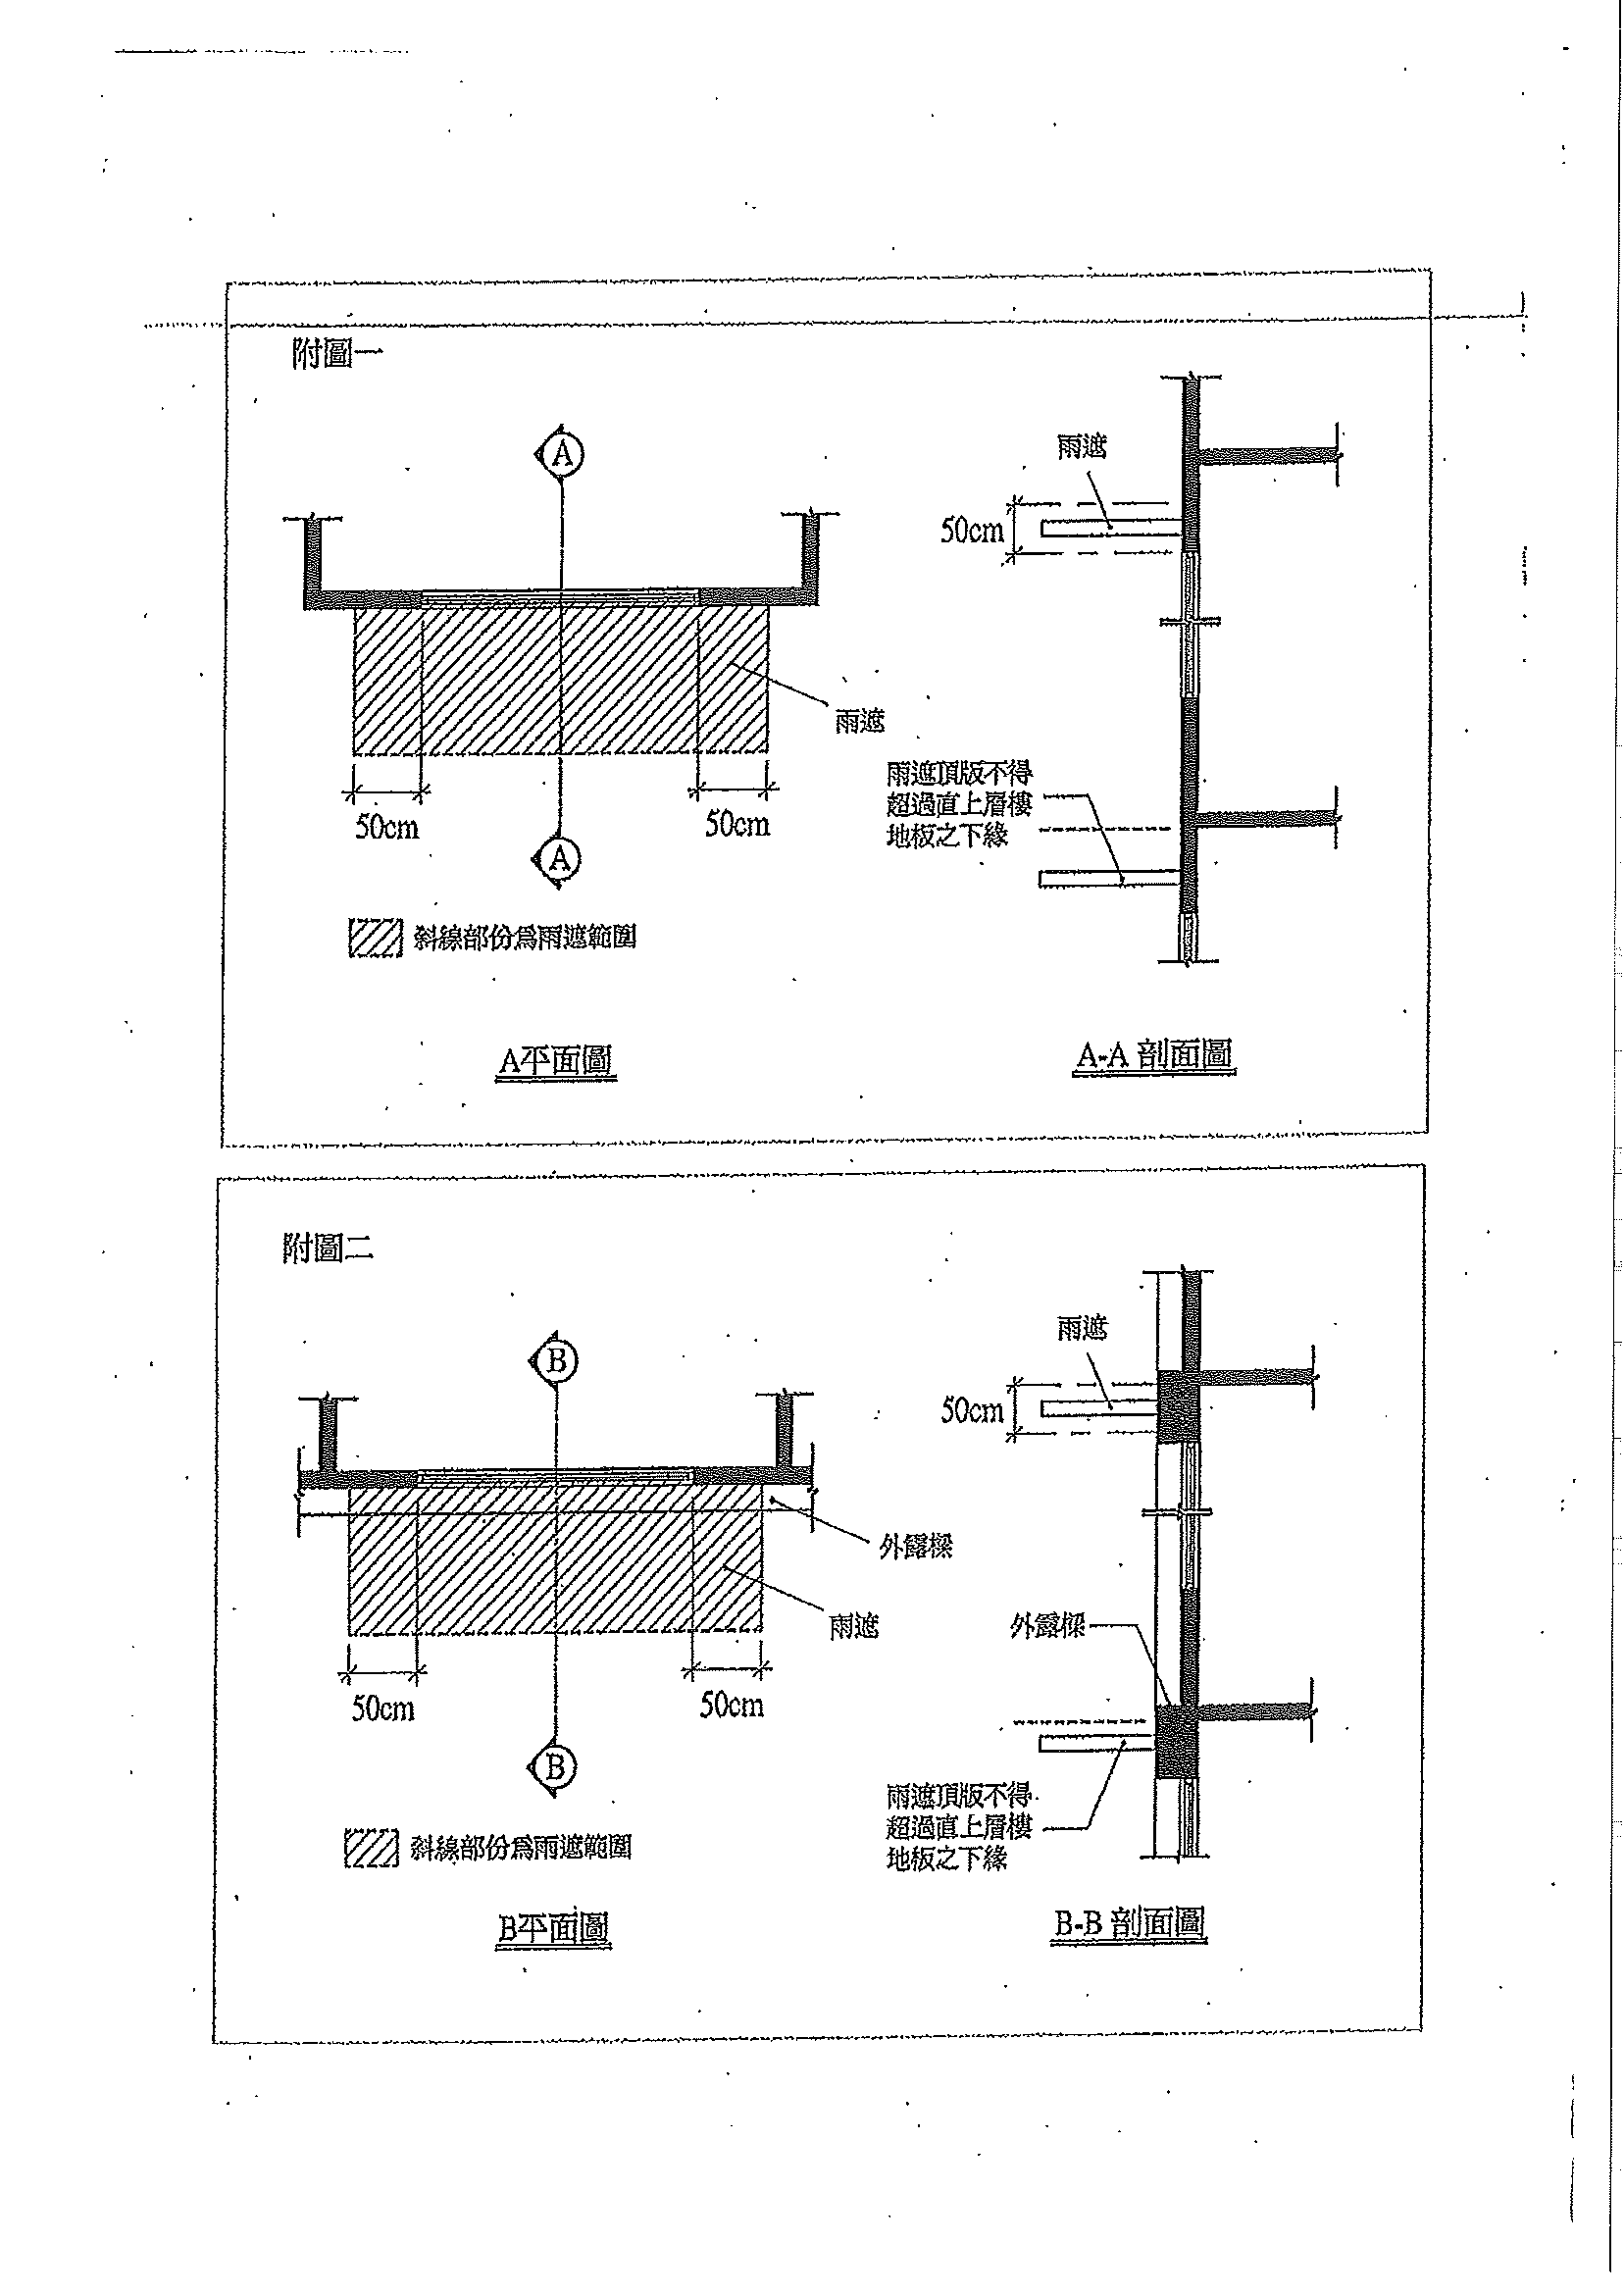 附圖一
A
雨遮
50cm
雨遮
雨遮頂版不得
超過直上層樓
地板之下緣
50cm
50cm
A
斜線部份為雨遮範圍
A平面圖
A-A 剖面圖
附圖二
B
雨遮
50cm
外露樑
雨遮
外露樑
50cm
50cm
B
雨遮頂版不得
超過直上層樓
地板之下緣
斜線部份為雨遮範圍
B平面圖
B-B 剖面圖